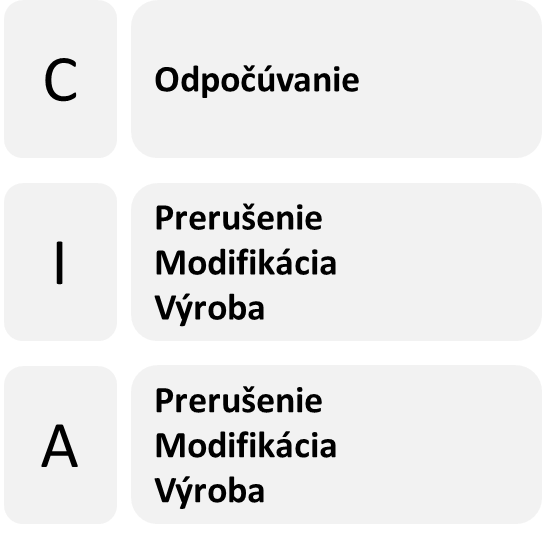 C
Odpočúvanie
I
Prerušenie
Modifikácia
Výroba
A
Prerušenie
Modifikácia
Výroba